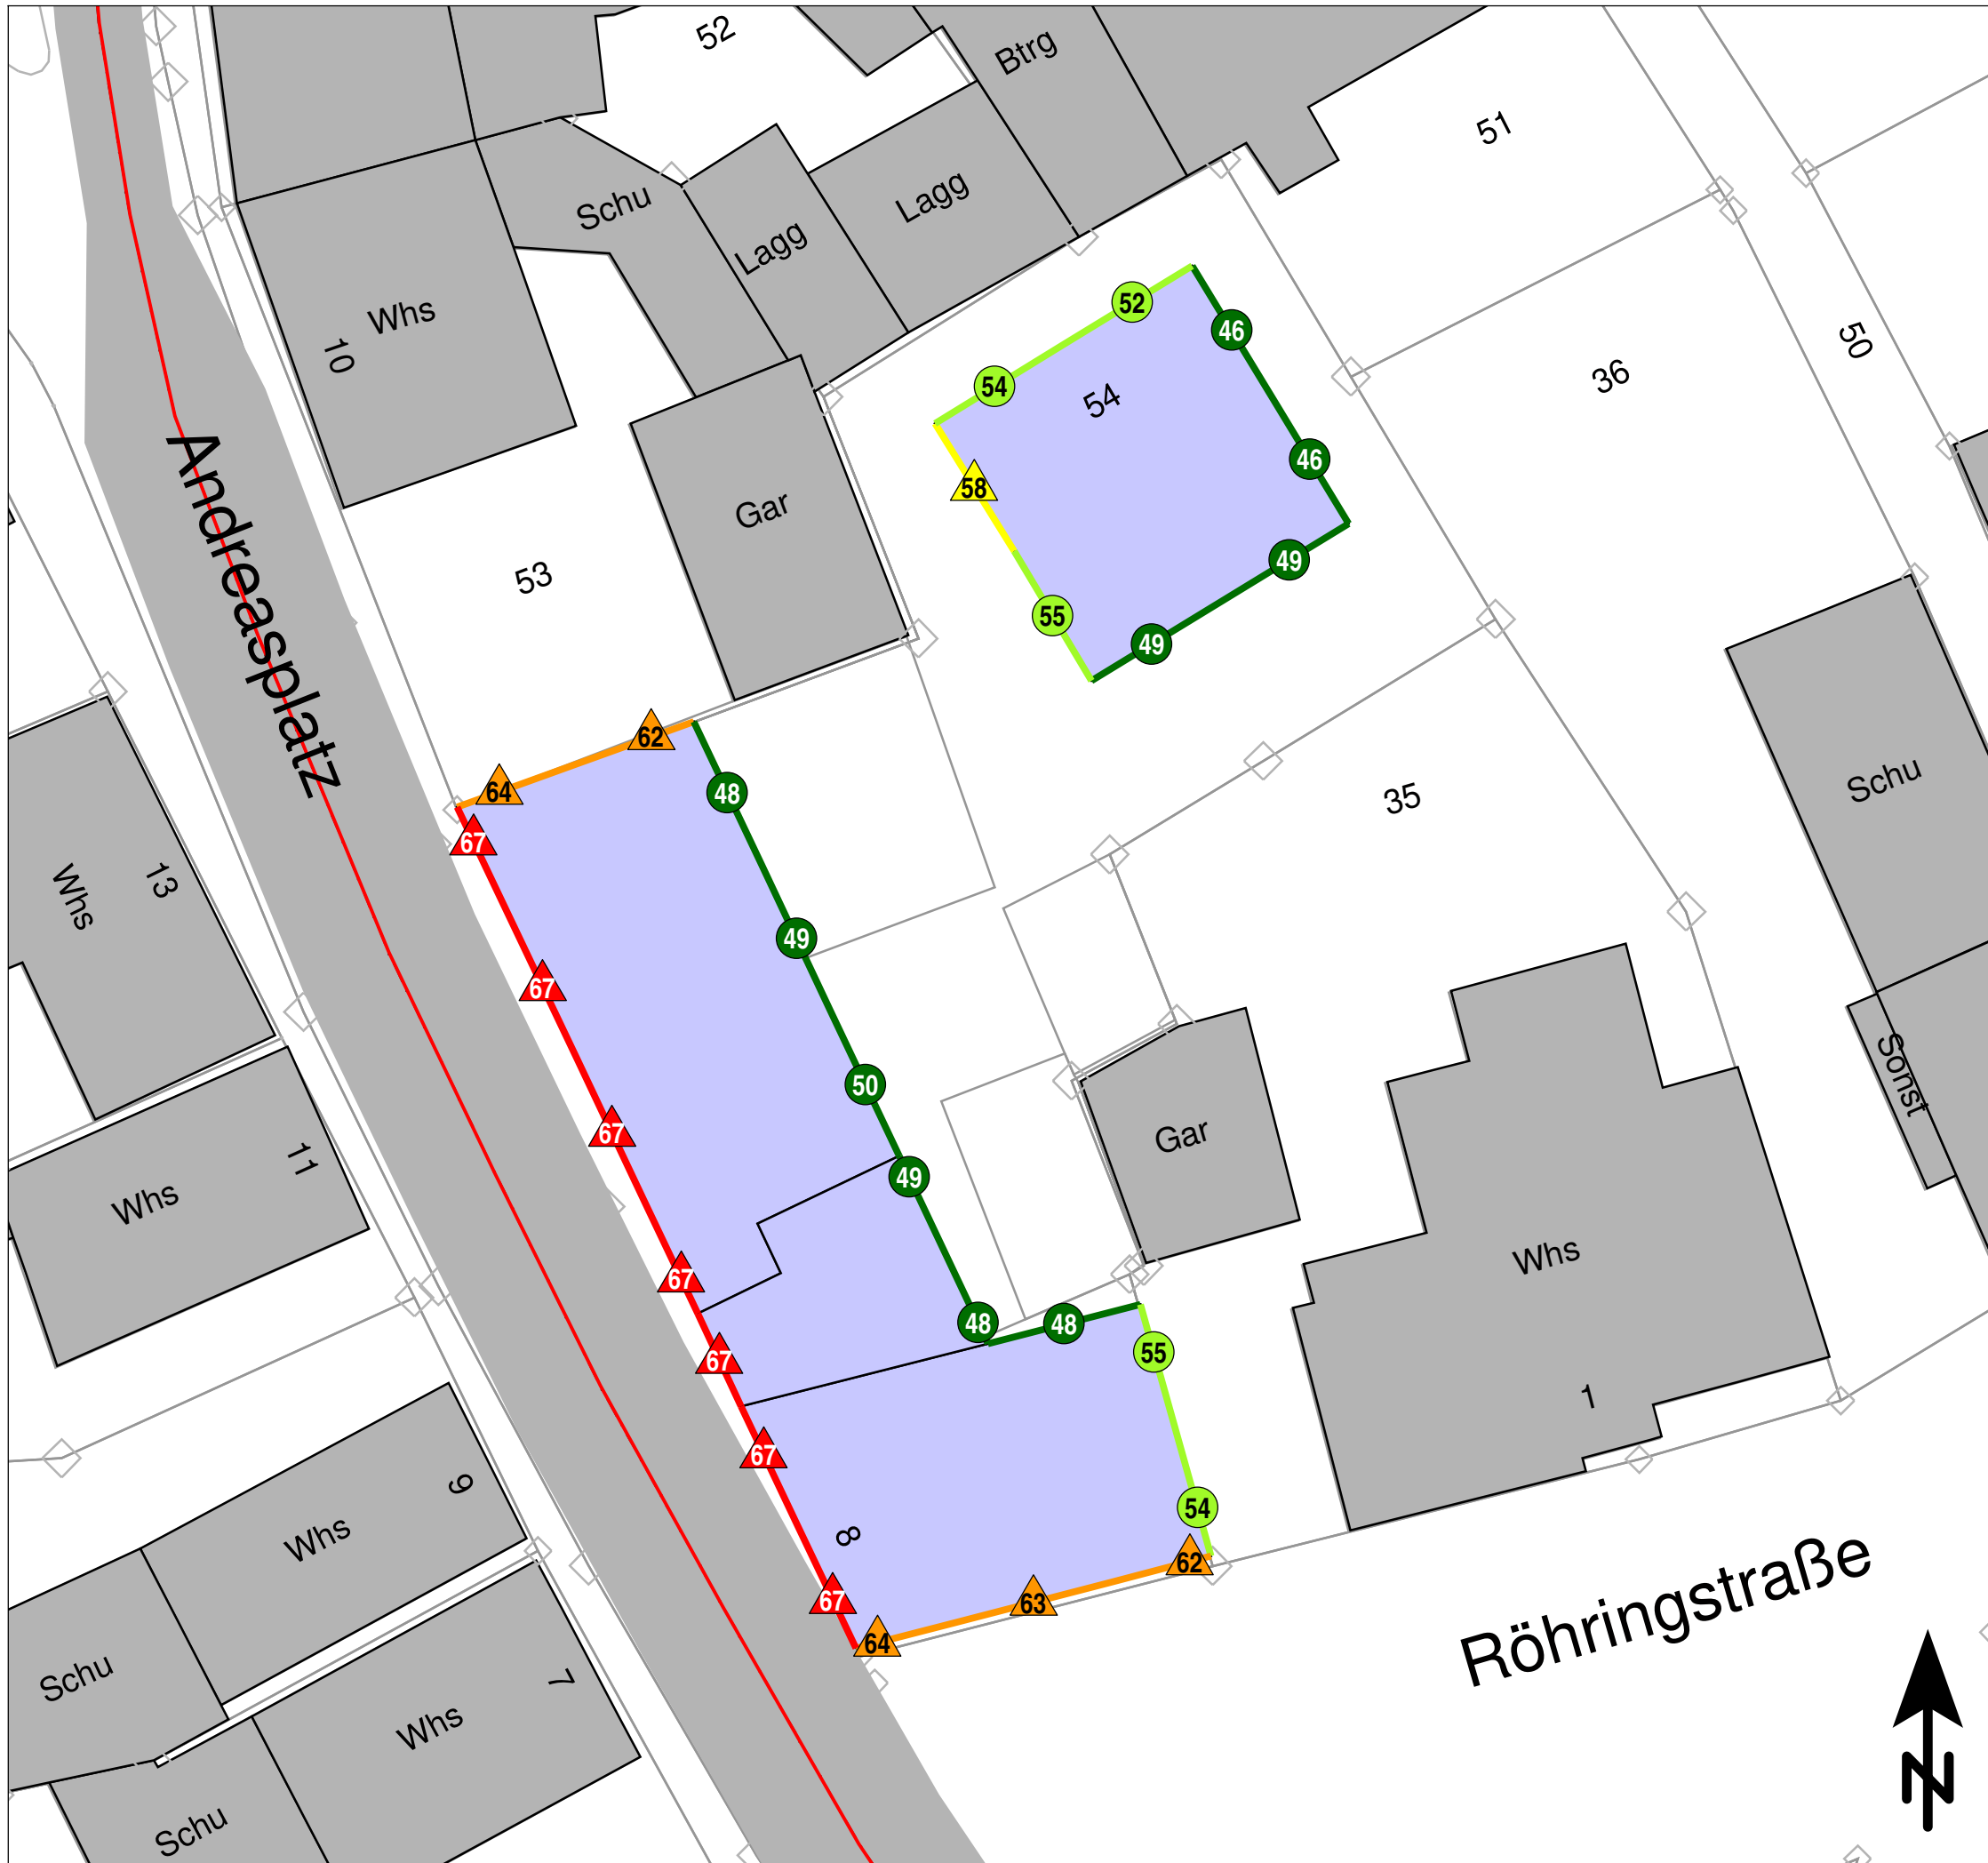 52
Btrg
51
Schu
Lagg
Lagg
Whs
10
50
52
46
54
54
36
46
58
Gar
53
49
55
49
Andreasplatz
62
64
48
67
35
Schu
13
Whs
49
67
50
Sonst
67
Gar
11
Whs
49
67
Whs
48
48
67
55
1
67
9
Whs
54
8
62
67
63
64
Röhringstraße
Schu
7
Whs
Schu
N